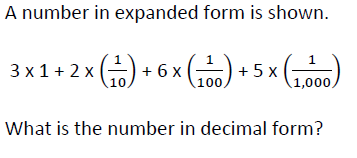 A number in expanded form is shown.
3 x 1 + 2 x (1/10) + 6 x (1/100) + 5 x (1/1,000)
What is the number in decimal form?